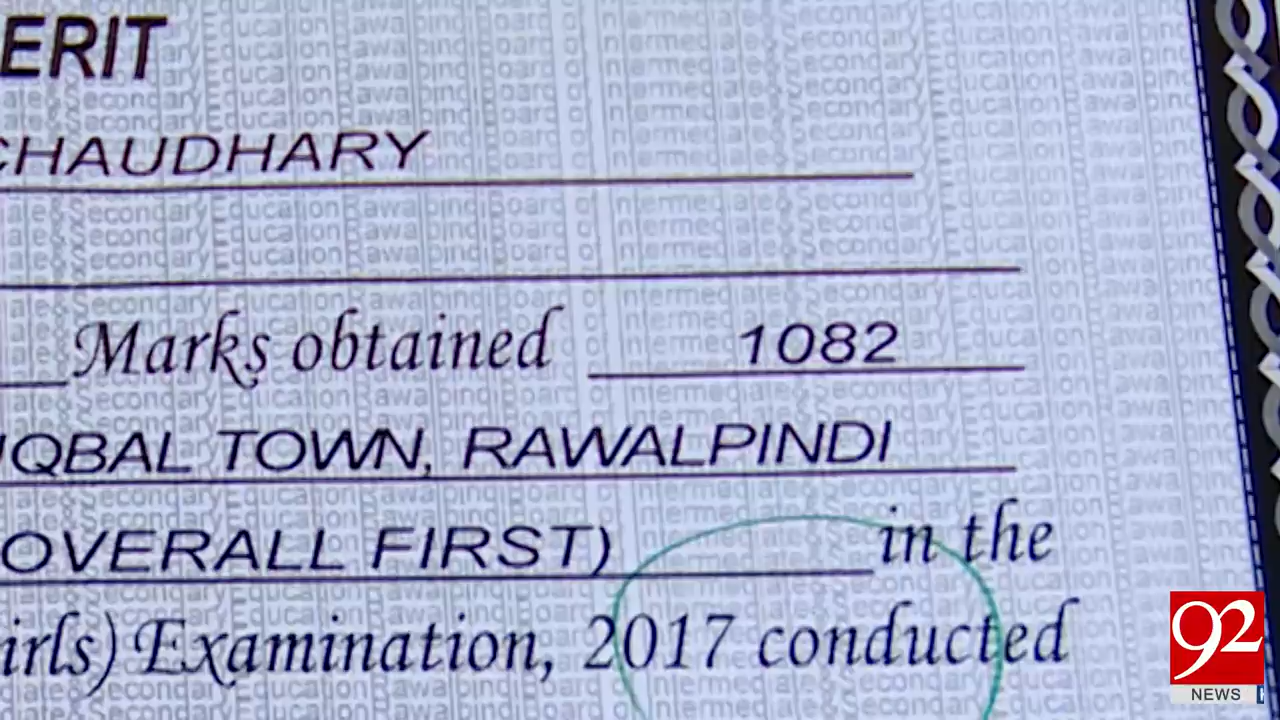 ERIT
CHAUDHARY
Marks obtained 1082
IQBAL TOWN, RAWALPINDI
OVERALL FIRST) in the
irls) Examination, 2017 conducted
92
NEWS